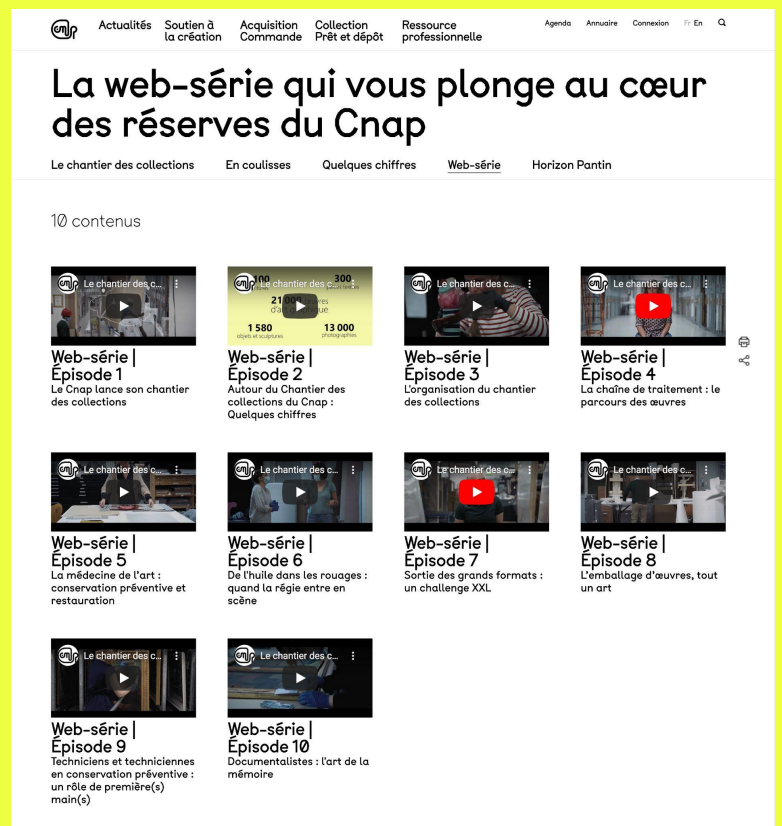 cnap
Actualités
Soutien à
la création
Acquisition
Commande
Collection
Prêt et dépôt
Ressource
professionnelle
Agenda
Annuaire
Connexion
Fr En
La web-série qui vous plonge au cœur
des réserves du Cnap
Le chantier des collections
En coulisses
Quelques chiffres
Web-série
Horizon Pantin
10 contenus
Le chantier des c...
Web-série |
Épisode 1
Le Cnap lance son chantier
des collections
Le chantier des c...
100
300
21 000 œuvres
d'art graphique
1 580
objets et sculptures
13 000
photographies
Web-série |
Épisode 2
Autour du Chantier des
collections du Cnap :
Quelques chiffres
Le chantier des c...
Web-série |
Épisode 3
L'organisation du chantier
des collections
Le chantier des c...
Web-série |
Épisode 4
La chaîne de traitement : le
parcours des œuvres
Le chantier des c...
Web-série |
Épisode 5
La médecine de l'art :
conservation préventive et
restauration
Le chantier des c...
Web-série |
Épisode 6
De l'huile dans les rouages :
quand la régie entre en
scène
Le chantier des c...
Web-série |
Épisode 7
Sortie des grands formats :
un challenge XXL
Le chantier des c...
Web-série |
Épisode 8
L'emballage d'œuvres, tout
un art
Le chantier des c...
Web-série |
Épisode 9
Techniciens et techniciennes
en conservation préventive :
un rôle de première(s)
main(s)
Le chantier des c...
Web-série |
Épisode 10
Documentalistes : l'art de la
mémoire